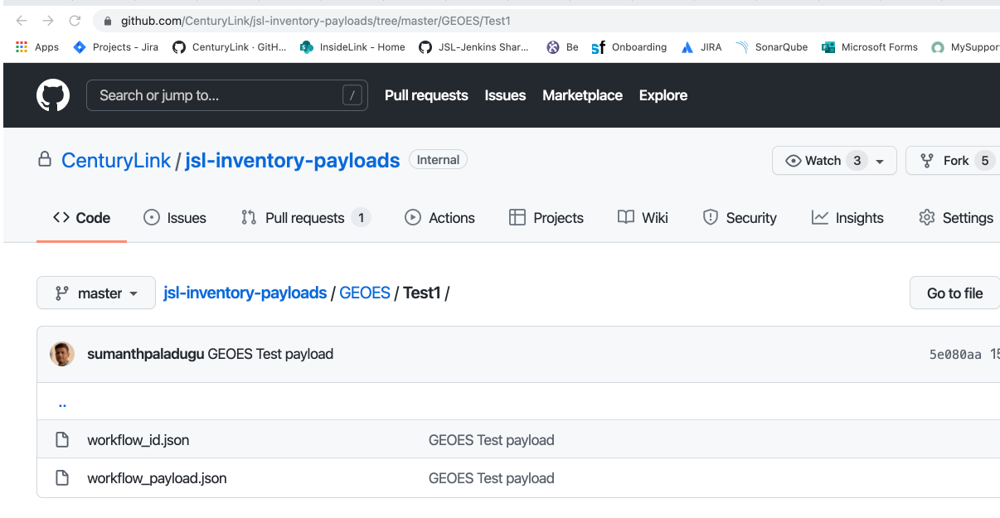 github.com/CenturyLink/jsl-inventory-payloads/tree/master/GEOES/Test1
Apps Projects - Jira CenturyLink · GitH... InsideLink - Home JSL-Jenkins Shar... Be sf Onboarding JIRA SonarQube Microsoft Forms MySuppor
Search or jump to... / Pull requests Issues Marketplace Explore
CenturyLink / jsl-inventory-payloads Internal Watch 3 Fork 5
<> Code Issues Pull requests 1 Actions Projects Wiki Security Insights Settings
master jsl-inventory-payloads / GEOES / Test1 / Go to file
sumanthpaladugu GEOES Test payload 5e080aa 15
..
workflow_id.json GEOES Test payload
workflow_payload.json GEOES Test payload